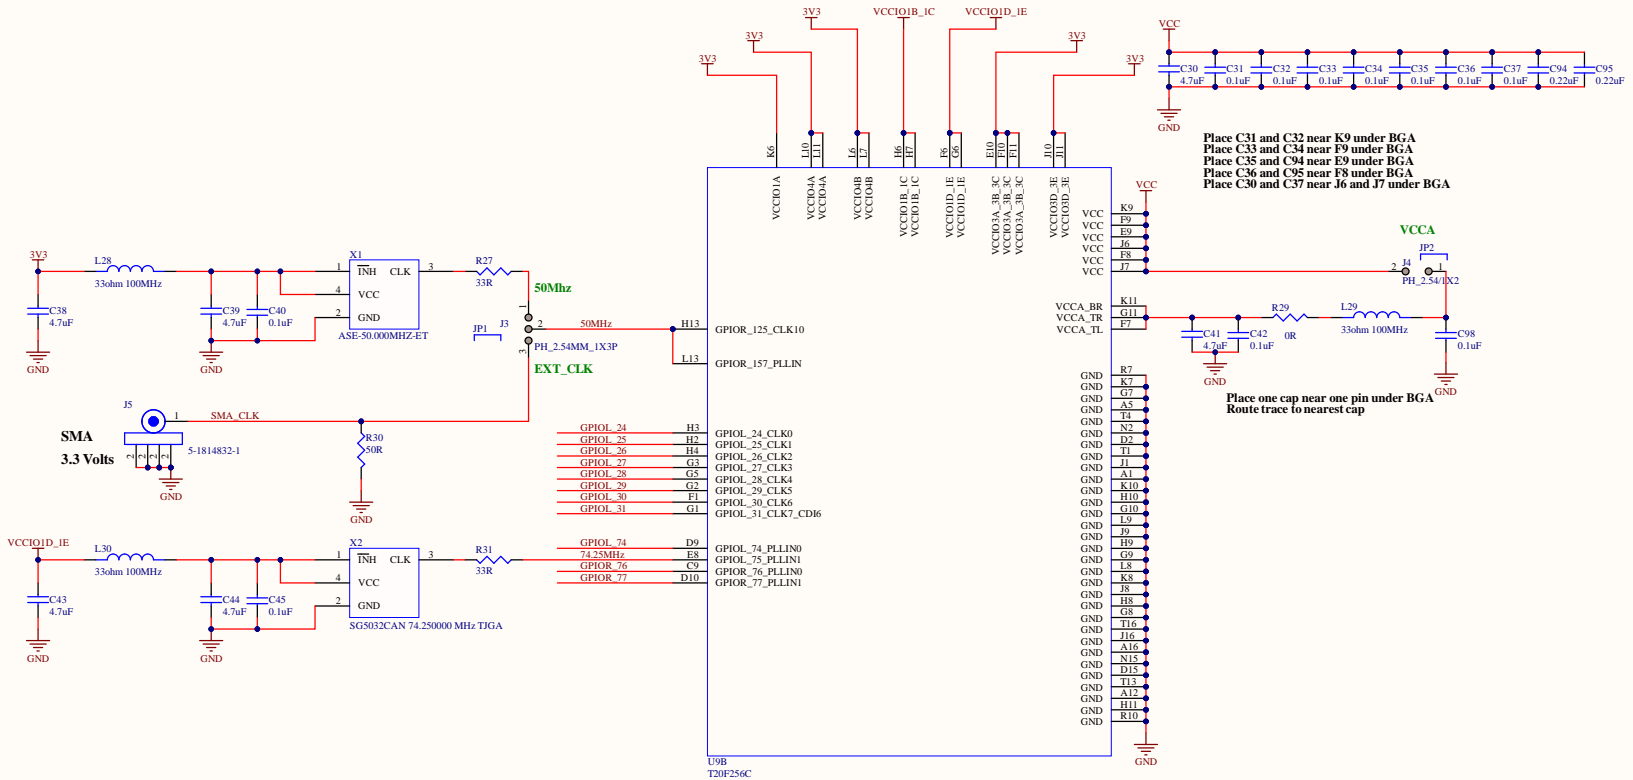 3V3
3V3
3V3
VCCIO1B_1C
VCCIO1D_1E
3V3
3V3
VCC
C30
4.7uF
C31
0.1uF
C32
0.1uF
C33
0.1uF
C34
0.1uF
C35
0.1uF
C36
0.1uF
C37
0.1uF
C94
0.22uF
C95
0.22uF
GND
Place C31 and C32 near K9 under BGA
Place C33 and C34 near F9 under BGA
Place C35 and C94 near E9 under BGA
Place C36 and C95 near F8 under BGA
Place C30 and C37 near J6 and J7 under BGA
K6
L10
L11
L6
L7
H6
H7
F6
G6
E10
F10
F11
J10
J11
VCCIO1A
VCCIO4A
VCCIO4A
VCCIO4B
VCCIO4B
VCCIO1B_1C
VCCIO1B_1C
VCCIO1D_1E
VCCIO1D_1E
VCCIO3A_3B_3C
VCCIO3A_3B_3C
VCCIO3A_3B_3C
VCCIO3D_3E
VCCIO3D_3E
VCC
VCC K9
VCC F9
VCC E9
VCC J6
VCC F8
VCC J7
VCCA
JP2
2 J4 1
PH_2.54/1X2
VCCA_BR K11
VCCA_TR G11
VCCA_TL F7
C41
4.7uF
C42
0.1uF
R29
0R
L29
33ohm 100MHz
C98
0.1uF
GND
GND
Place one cap near one pin under BGA
Route trace to nearest cap
3V3
L28
33ohm 100MHz
C38
4.7uF
GND
C39
4.7uF
C40
0.1uF
GND
X1
1 INH CLK 3
4 VCC
2 GND
ASE-50.000MHZ-ET
R27
33R
50Mhz
JP1
J3
1
2
3
PH_2.54MM_1X3P
EXT_CLK
50MHz
H13 GPIOR_125_CLK10
L13 GPIOR_157_PLLIN
J5
1
SMA_CLK
SMA
3.3 Volts
2 2 2 2
5-1814832-1
GND
R30
50R
GND
GPIOL_24 H3 GPIOL_24_CLK0
GPIOL_25 H2 GPIOL_25_CLK1
GPIOL_26 H4 GPIOL_26_CLK2
GPIOL_27 G3 GPIOL_27_CLK3
GPIOL_28 G5 GPIOL_28_CLK4
GPIOL_29 G2 GPIOL_29_CLK5
GPIOL_30 F1 GPIOL_30_CLK6
GPIOL_31 G1 GPIOL_31_CLK7_CDI6
GPIOL_74 D9 GPIOL_74_PLLIN0
74.25MHz E8 GPIOL_75_PLLIN1
GPIOR_76 C9 GPIOR_76_PLLIN0
GPIOR_77 D10 GPIOR_77_PLLIN1
VCCIO1D_1E
L30
33ohm 100MHz
C43
4.7uF
GND
C44
4.7uF
C45
0.1uF
GND
X2
1 INH CLK 3
4 VCC
2 GND
SG5032CAN 74.250000 MHz TJGA
R31
33R
GND R7
GND K7
GND G7
GND A5
GND T4
GND N2
GND D2
GND T1
GND J1
GND A1
GND K10
GND H10
GND G10
GND L9
GND J9
GND H9
GND G9
GND L8
GND K8
GND J8
GND H8
GND G8
GND T16
GND J16
GND A16
GND N15
GND D15
GND T13
GND A12
GND H11
GND R10
GND
U9B
T20F256C